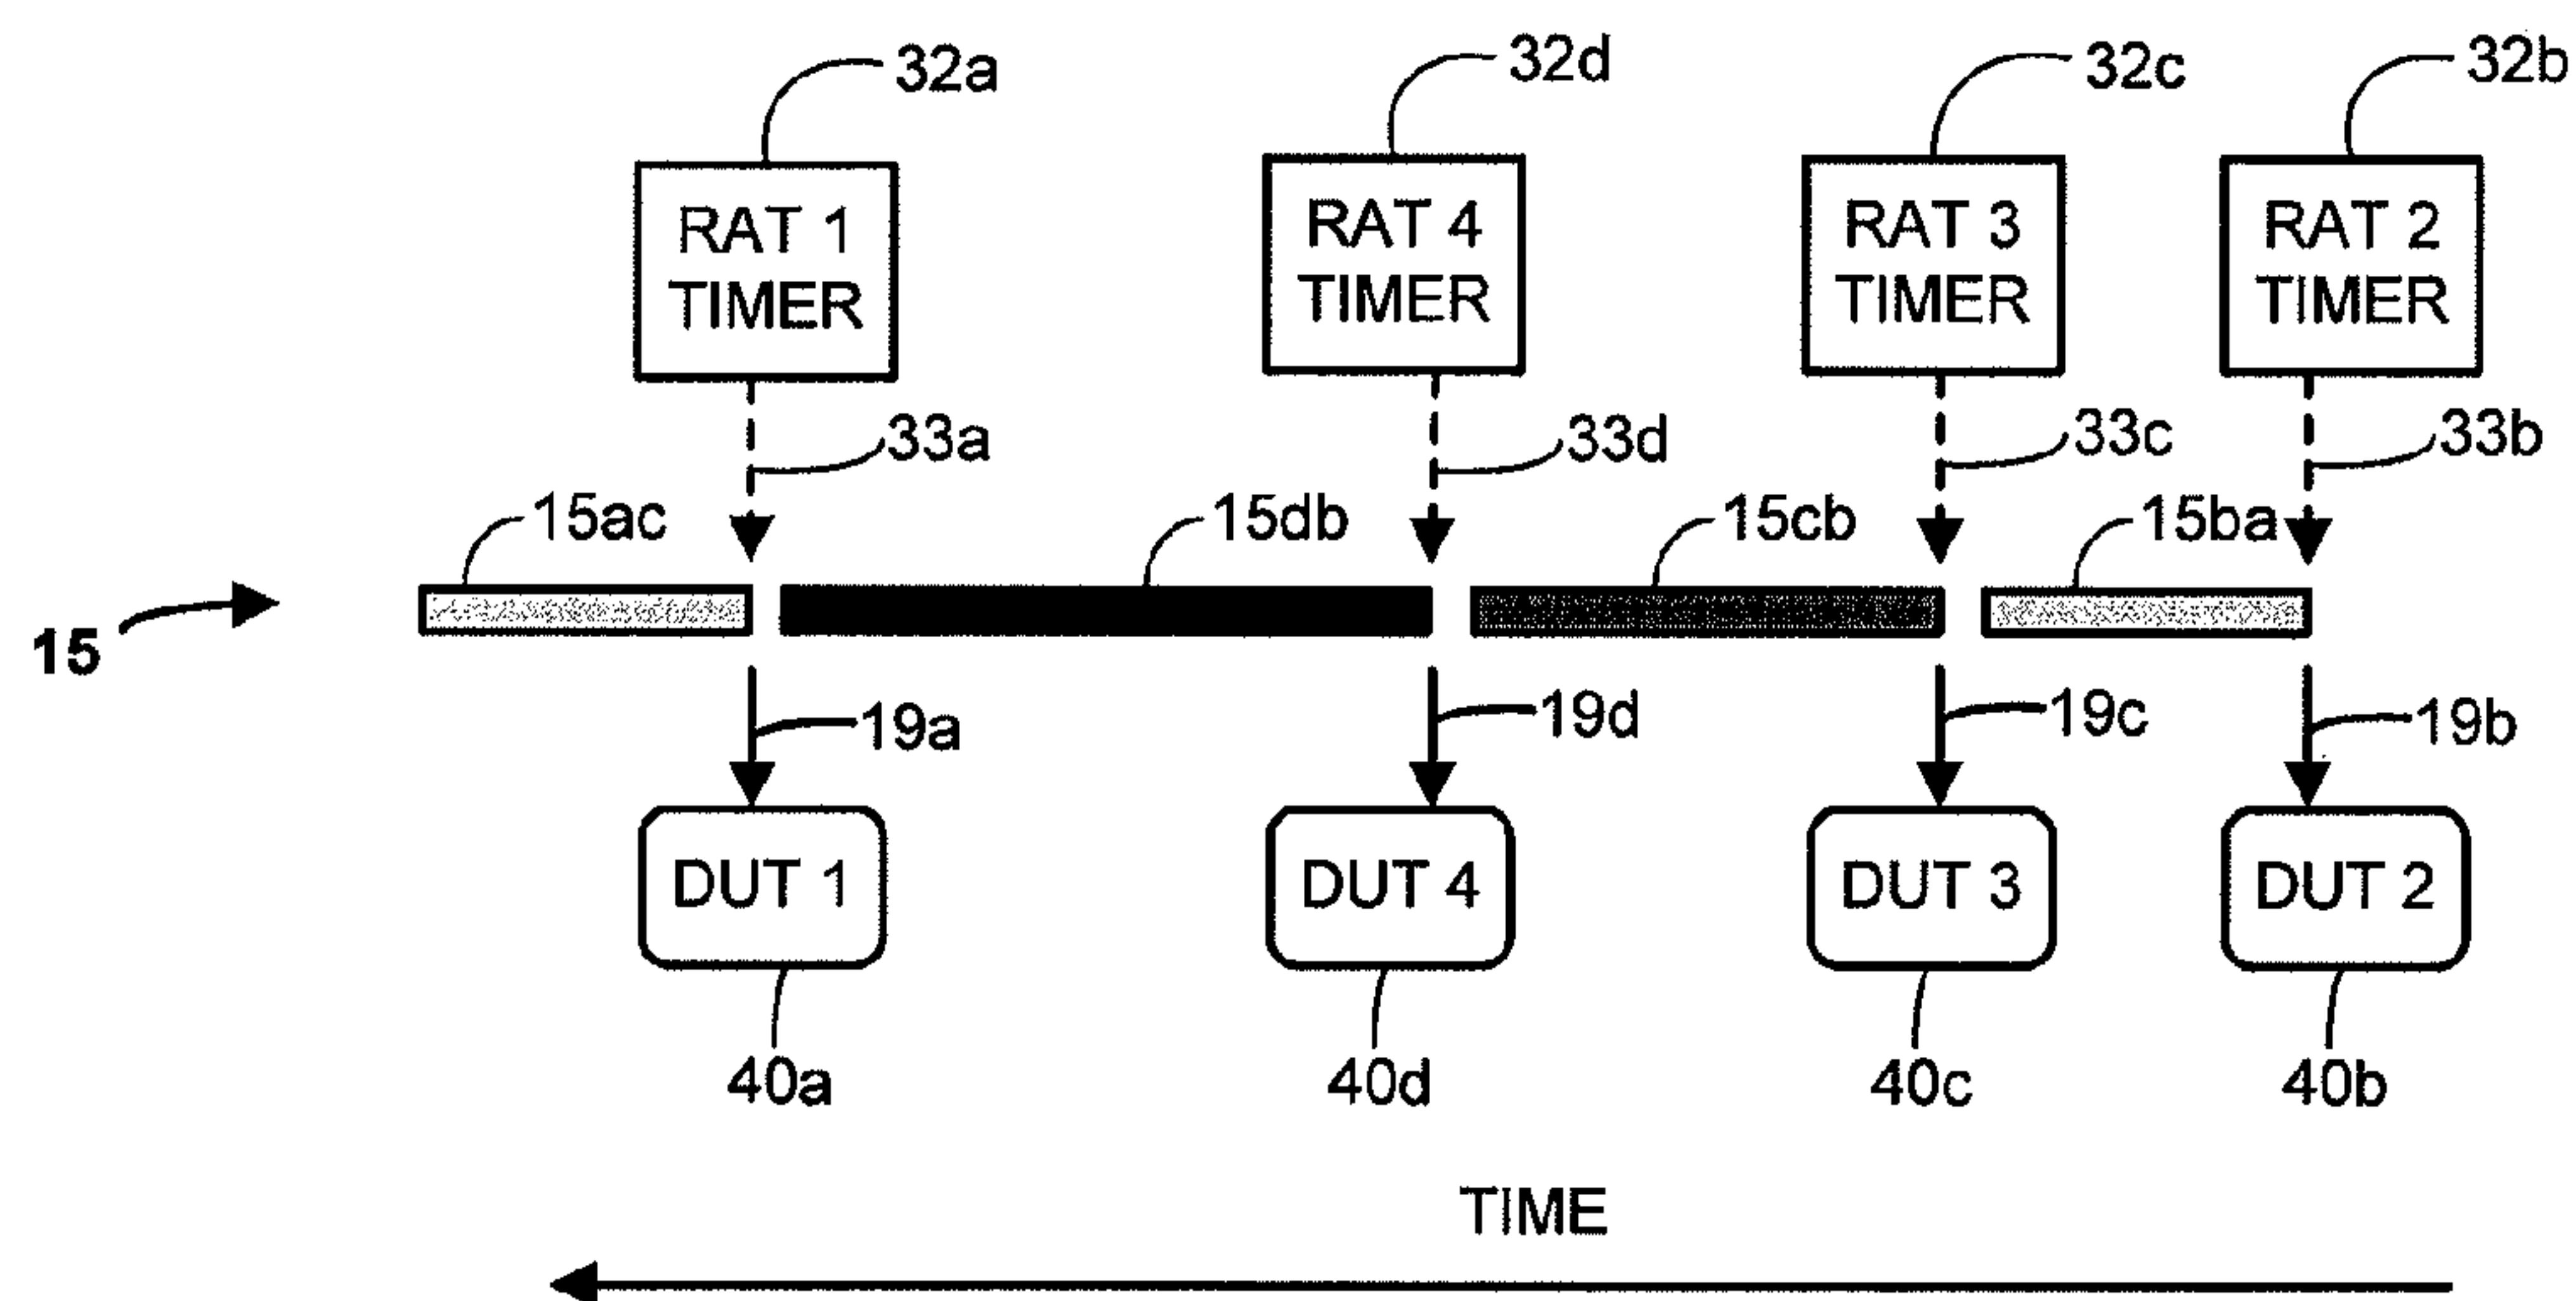 32a
32d
32c
32b
RAT 1
TIMER
RAT 4
TIMER
RAT 3
TIMER
RAT 2
TIMER
33a
33d
33c
33b
15ac
15db
15cb
15ba
15
19a
19d
19c
19b
DUT 1
DUT 4
DUT 3
DUT 2
40a
40d
40c
40b
TIME